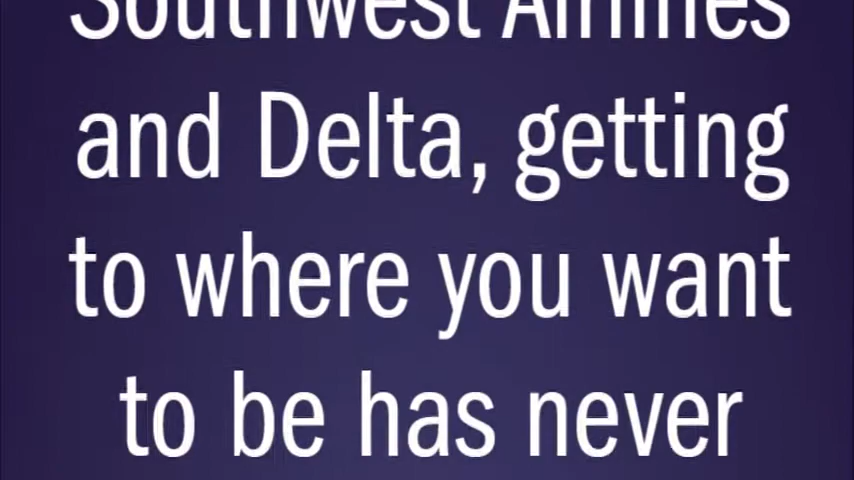 Southwest Airlines
and Delta, getting
to where you want
to be has never